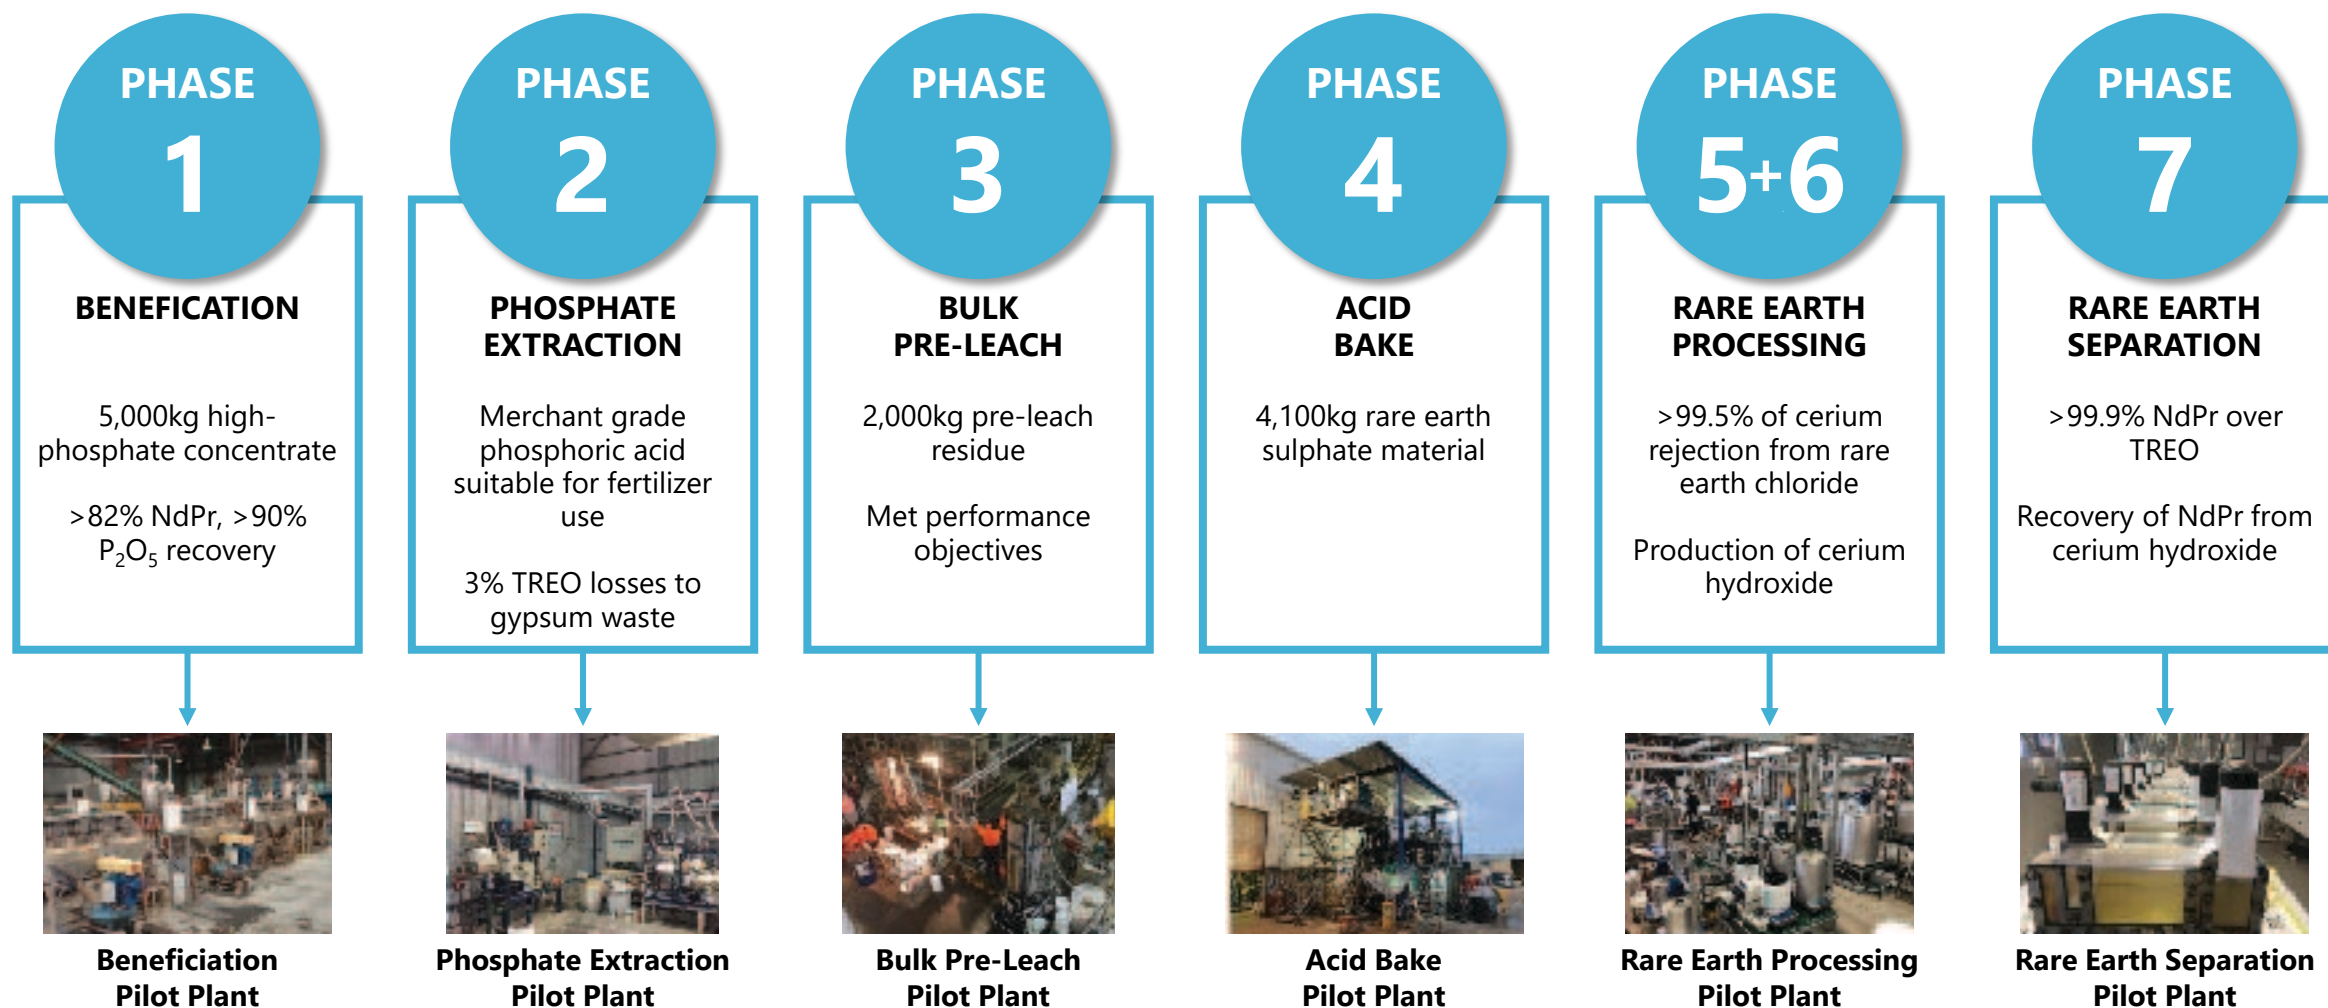 PHASE
1
BENEFICATION
5,000kg high-
phosphate concentrate
>82% NdPr, >90%
P₂O₅ recovery
Beneficiation
Pilot Plant
PHASE
2
PHOSPHATE
EXTRACTION
Merchant grade
phosphoric acid
suitable for fertilizer
use
3% TREO losses to
gypsum waste
Phosphate Extraction
Pilot Plant
PHASE
3
BULK
PRE-LEACH
2,000kg pre-leach
residue
Met performance
objectives
Bulk Pre-Leach
Pilot Plant
PHASE
4
ACID
BAKE
4,100kg rare earth
sulphate material
Acid Bake
Pilot Plant
PHASE
5+6
RARE EARTH
PROCESSING
>99.5% of cerium
rejection from rare
earth chloride
Production of cerium
hydroxide
Rare Earth Processing
Pilot Plant
PHASE
7
RARE EARTH
SEPARATION
>99.9% NdPr over
TREO
Recovery of NdPr from
cerium hydroxide
Rare Earth Separation
Pilot Plant